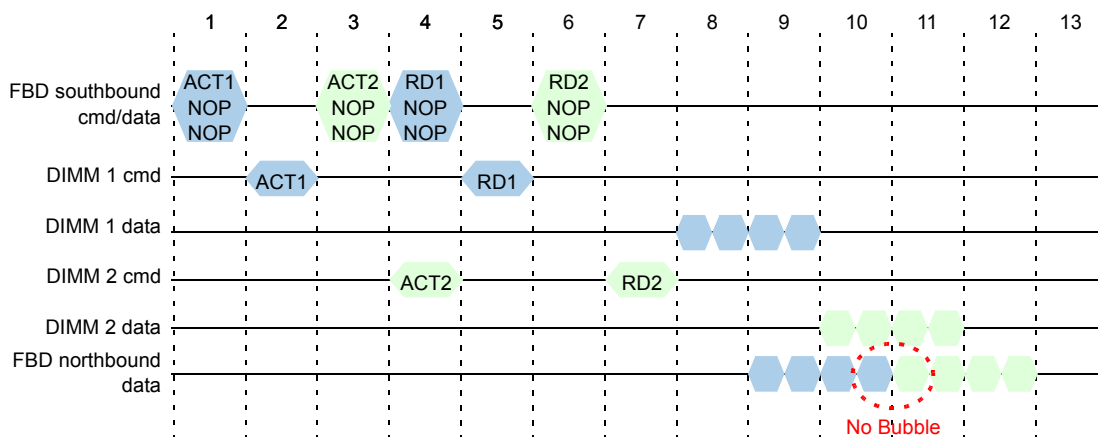 1 2 3 4 5 6 7 8 9 10 11 12 13
FBD southbound
cmd/data
ACT1
NOP
NOP
ACT2
NOP
NOP
RD1
NOP
NOP
RD2
NOP
NOP
DIMM 1 cmd
ACT1
RD1
DIMM 1 data
DIMM 2 cmd
ACT2
RD2
DIMM 2 data
FBD northbound
data
No Bubble